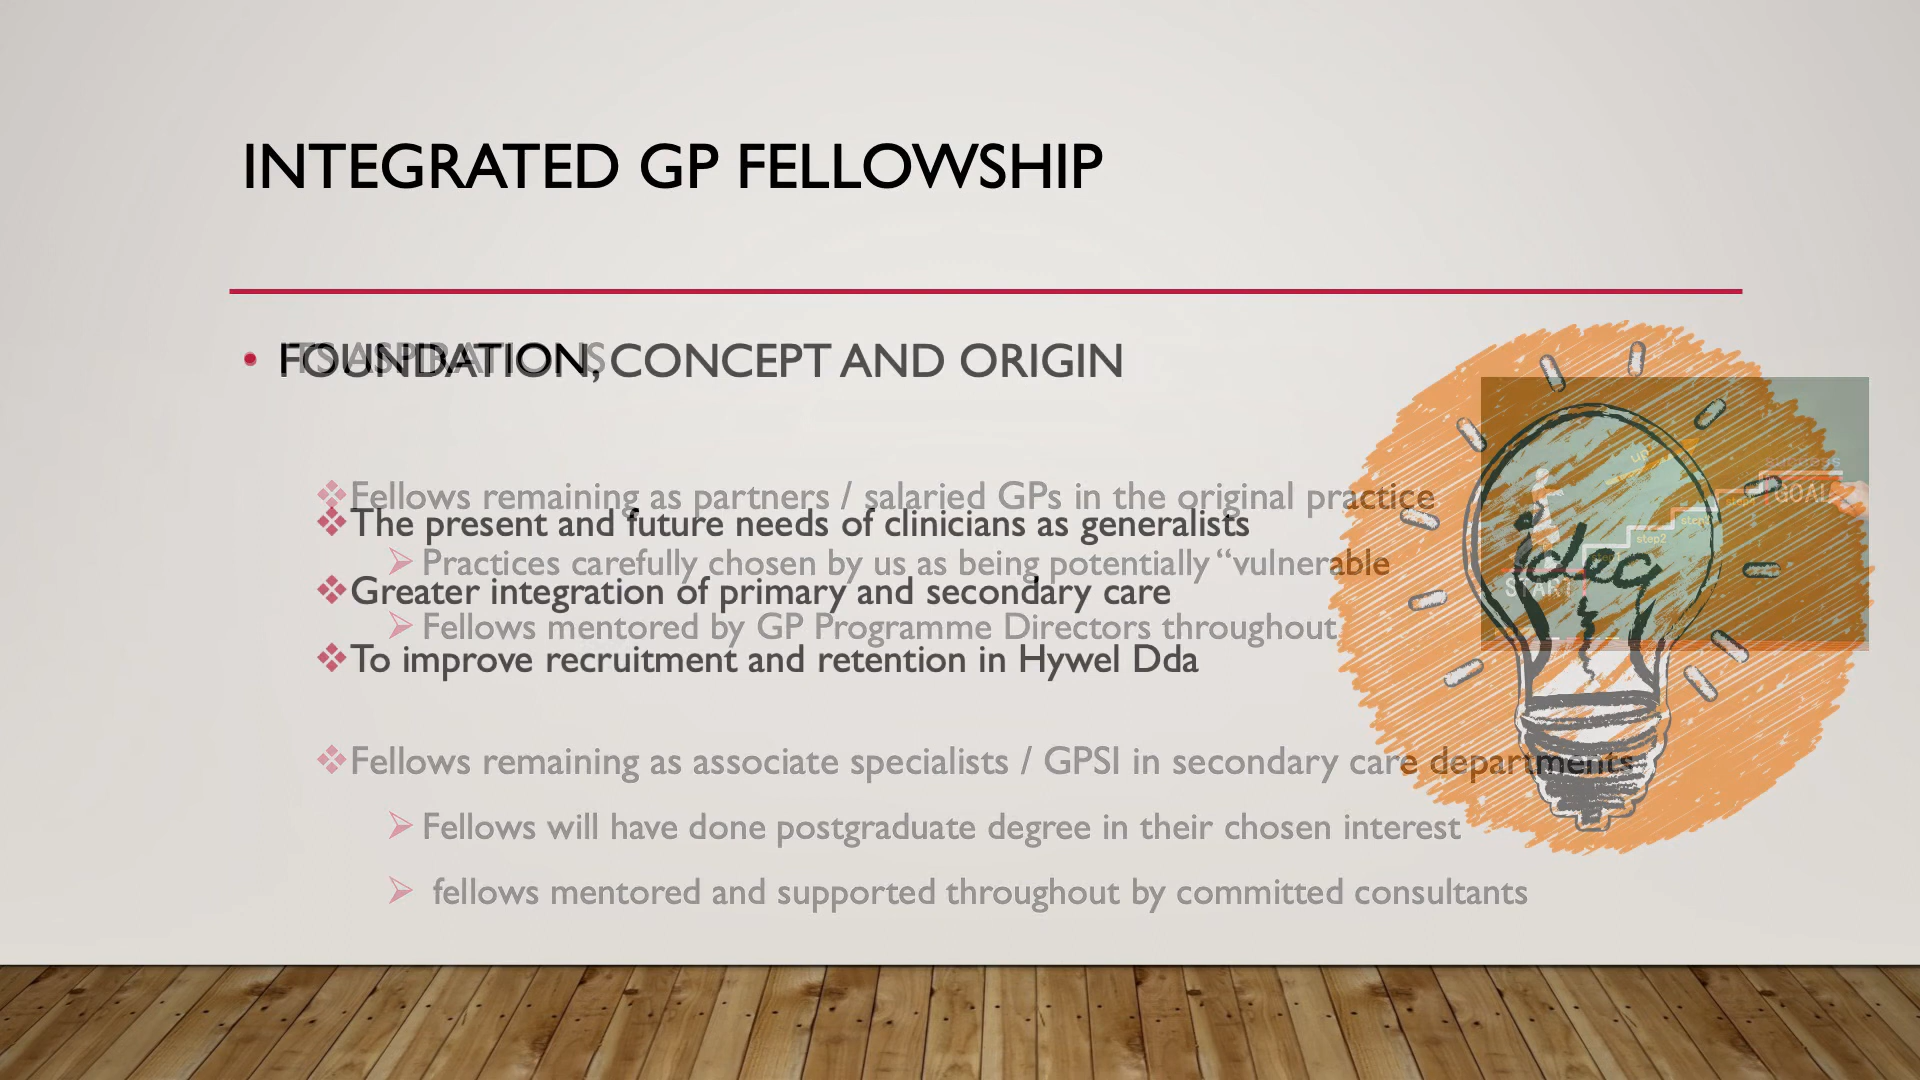 INTEGRATED GP FELLOWSHIP
FOUNDATION, CONCEPT AND ORIGIN
ITS ASPIRATIONS
Fellows remaining as partners / salaried GPs in the original practice
The present and future needs of clinicians as generalists
Practices carefully chosen by us as being potentially “vulnerable
Greater integration of primary and secondary care
Fellows mentored by GP Programme Directors throughout
To improve recruitment and retention in Hywel Dda
Fellows remaining as associate specialists / GPSI in secondary care departments
Fellows will have done postgraduate degree in their chosen interest
fellows mentored and supported throughout by committed consultants
idea
up
success
GOAL
step2
START